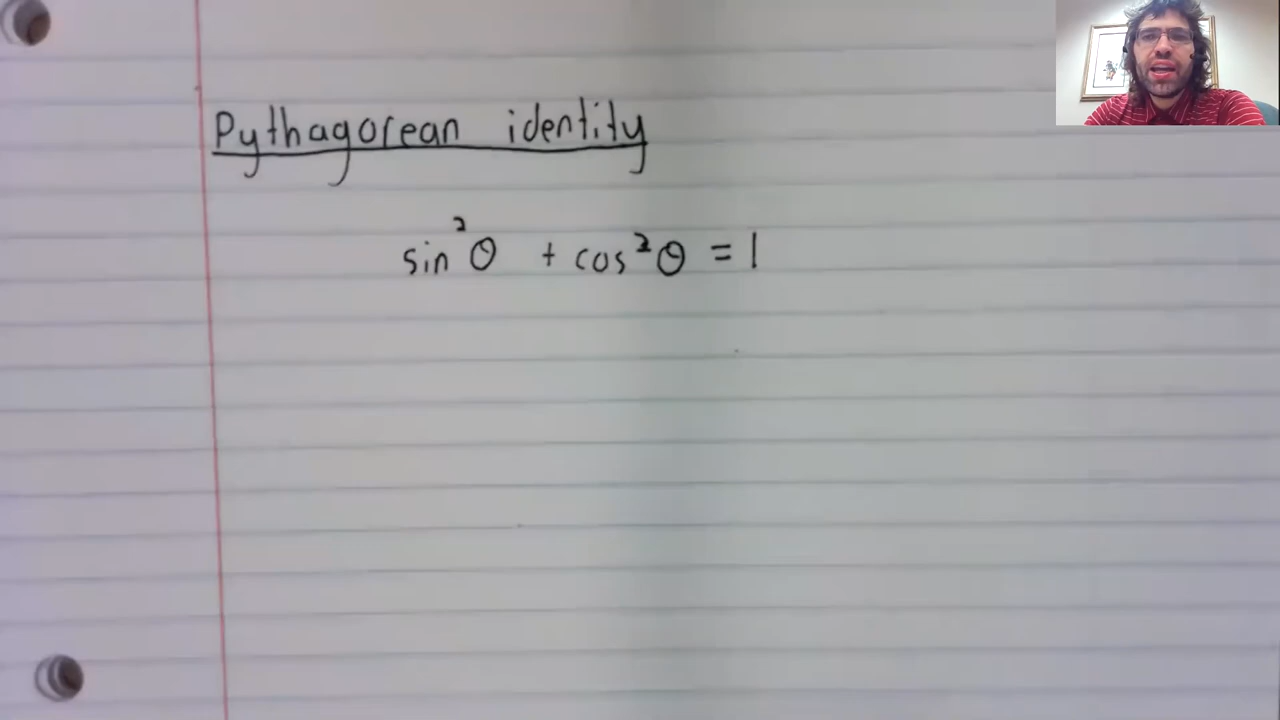 Pythagorean identity
sin²θ + cos²θ = 1